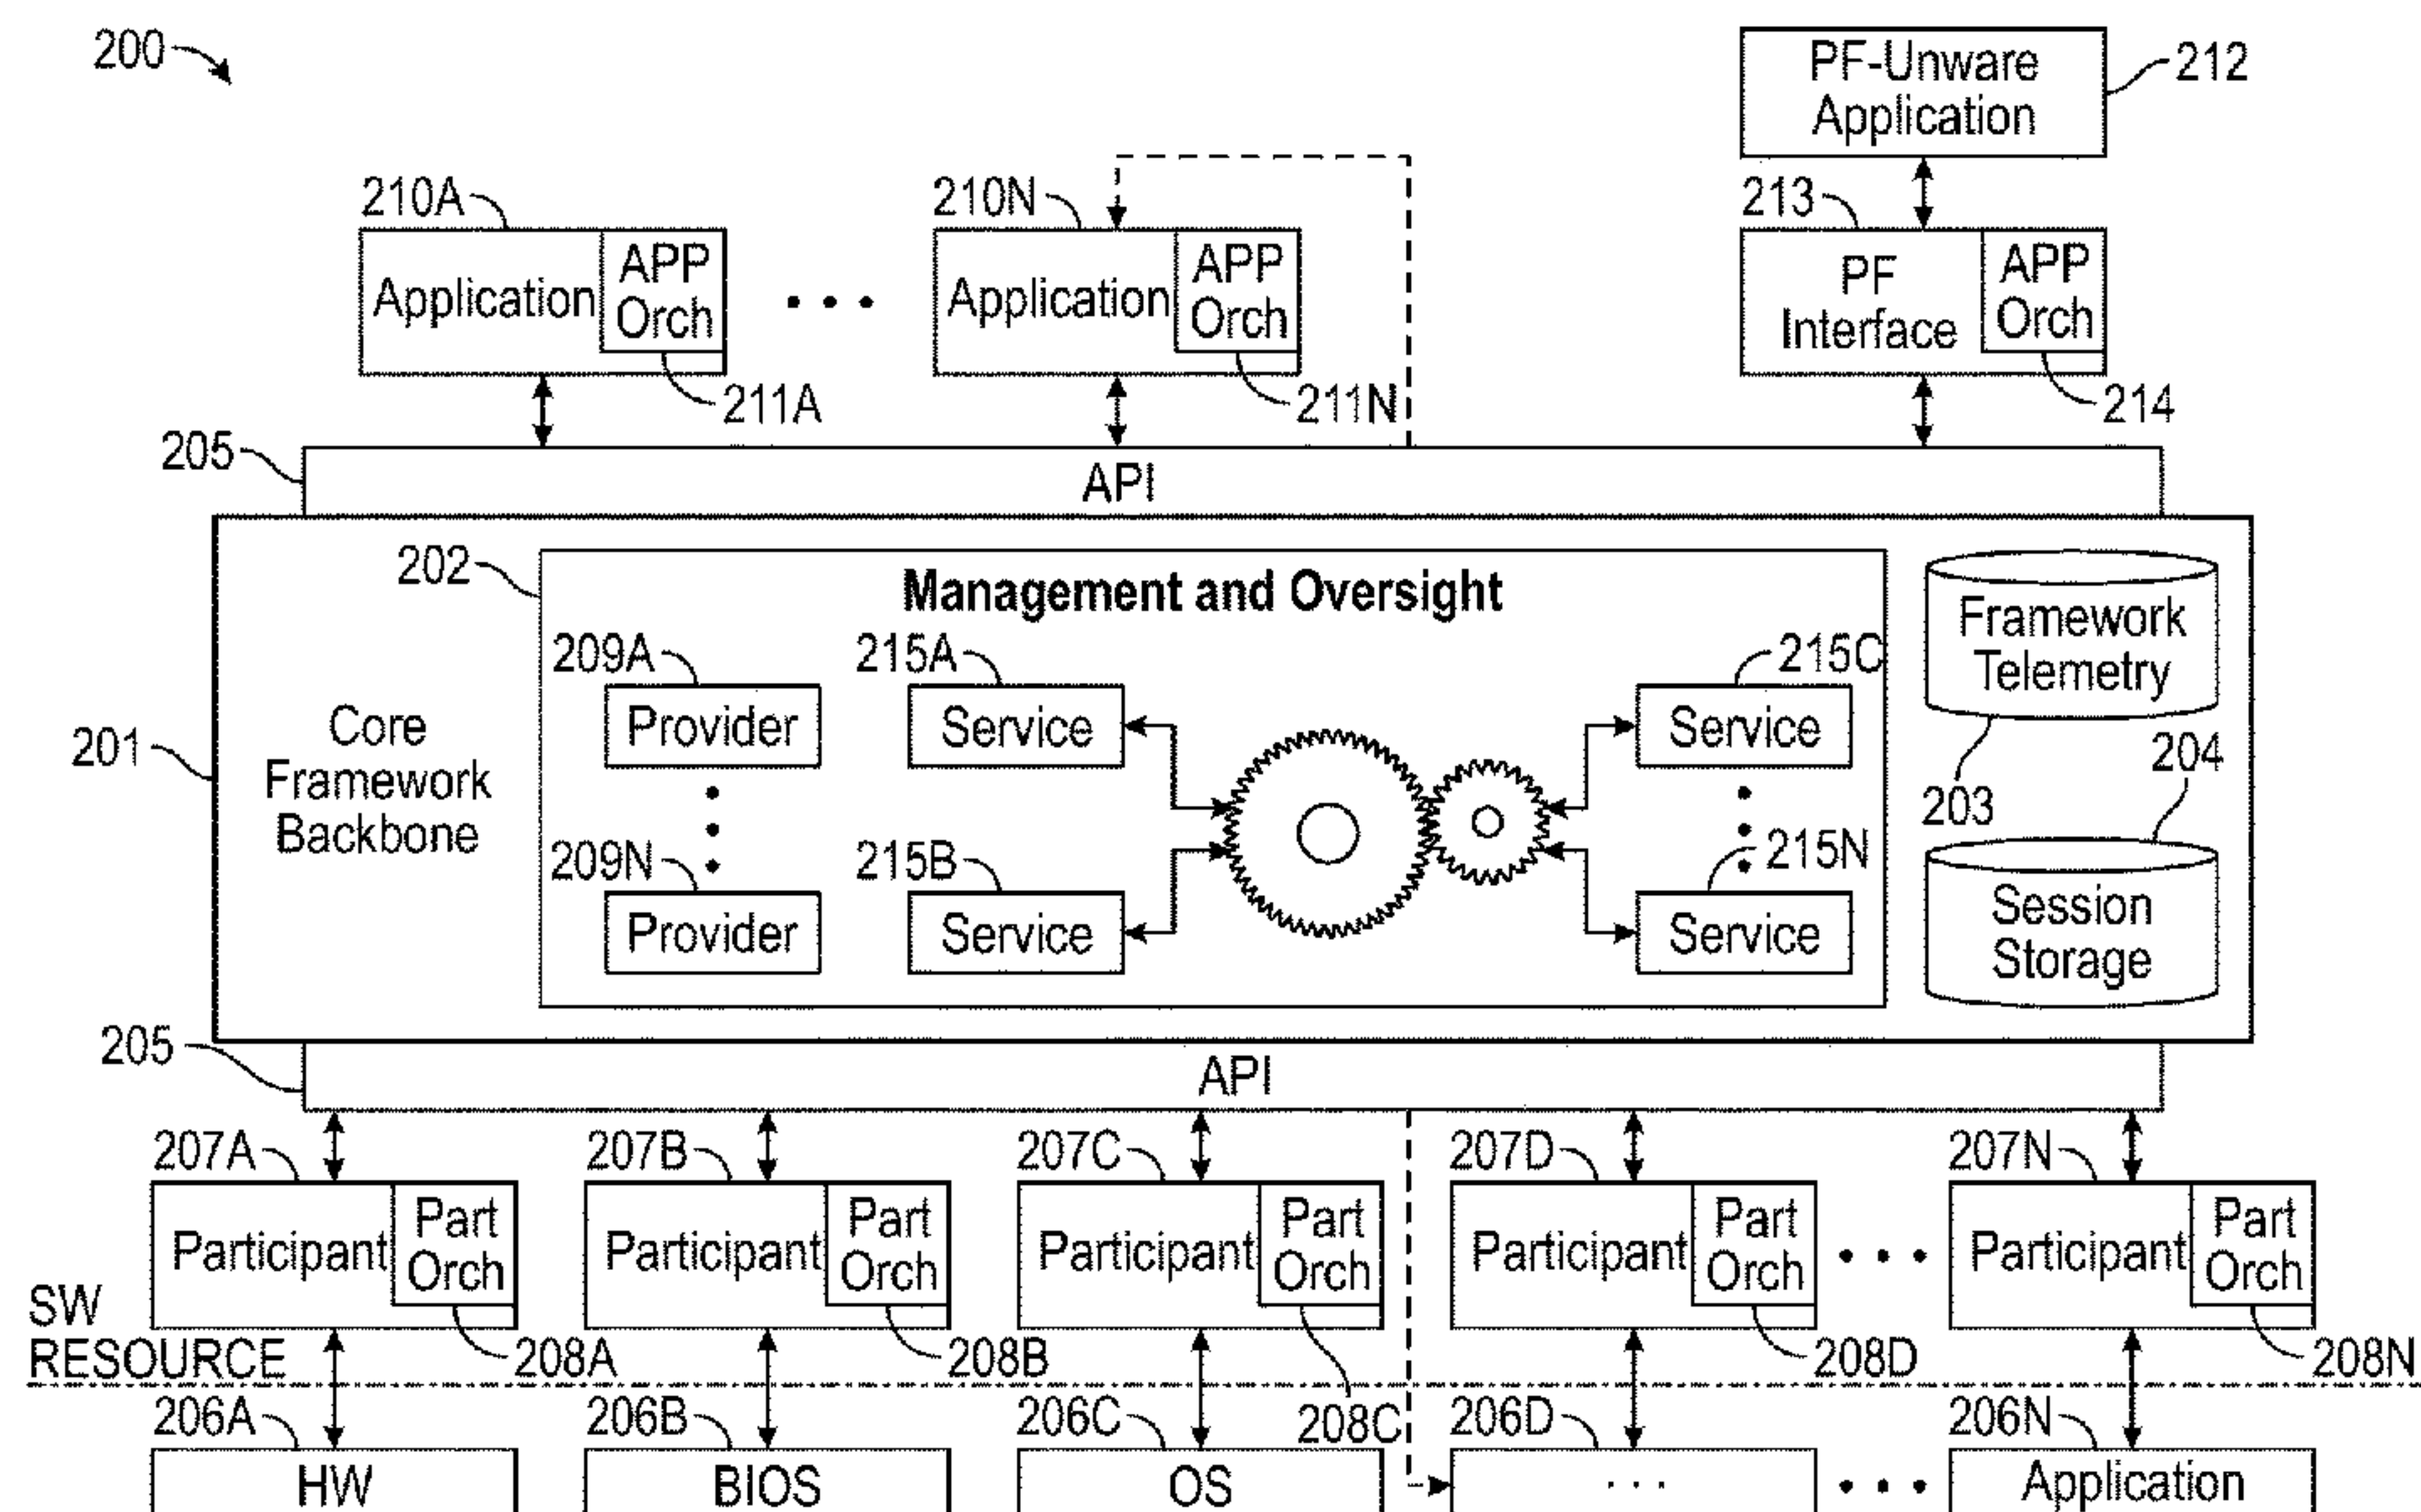 200
PF-Unware
Application
212
210A
210N
213
Application
APP
Orch
• • •
Application
APP
Orch
PF
Interface
APP
Orch
211A
211N
214
205
API
202
Management and Oversight
Framework
Telemetry
209A
215A
215C
Provider
Service
Service
201
Core
Framework
Backbone
203
204
209N
215B
215N
Provider
Service
Service
Session
Storage
205
API
207A
207B
207C
207D
207N
Participant
Part
Orch
Participant
Part
Orch
Participant
Part
Orch
Participant
Part
Orch
• • •
Participant
Part
Orch
SW
RESOURCE
208A
208B
208C
208D
208N
206A
206B
206C
206D
206N
HW
BIOS
OS
· · ·
• • •
Application